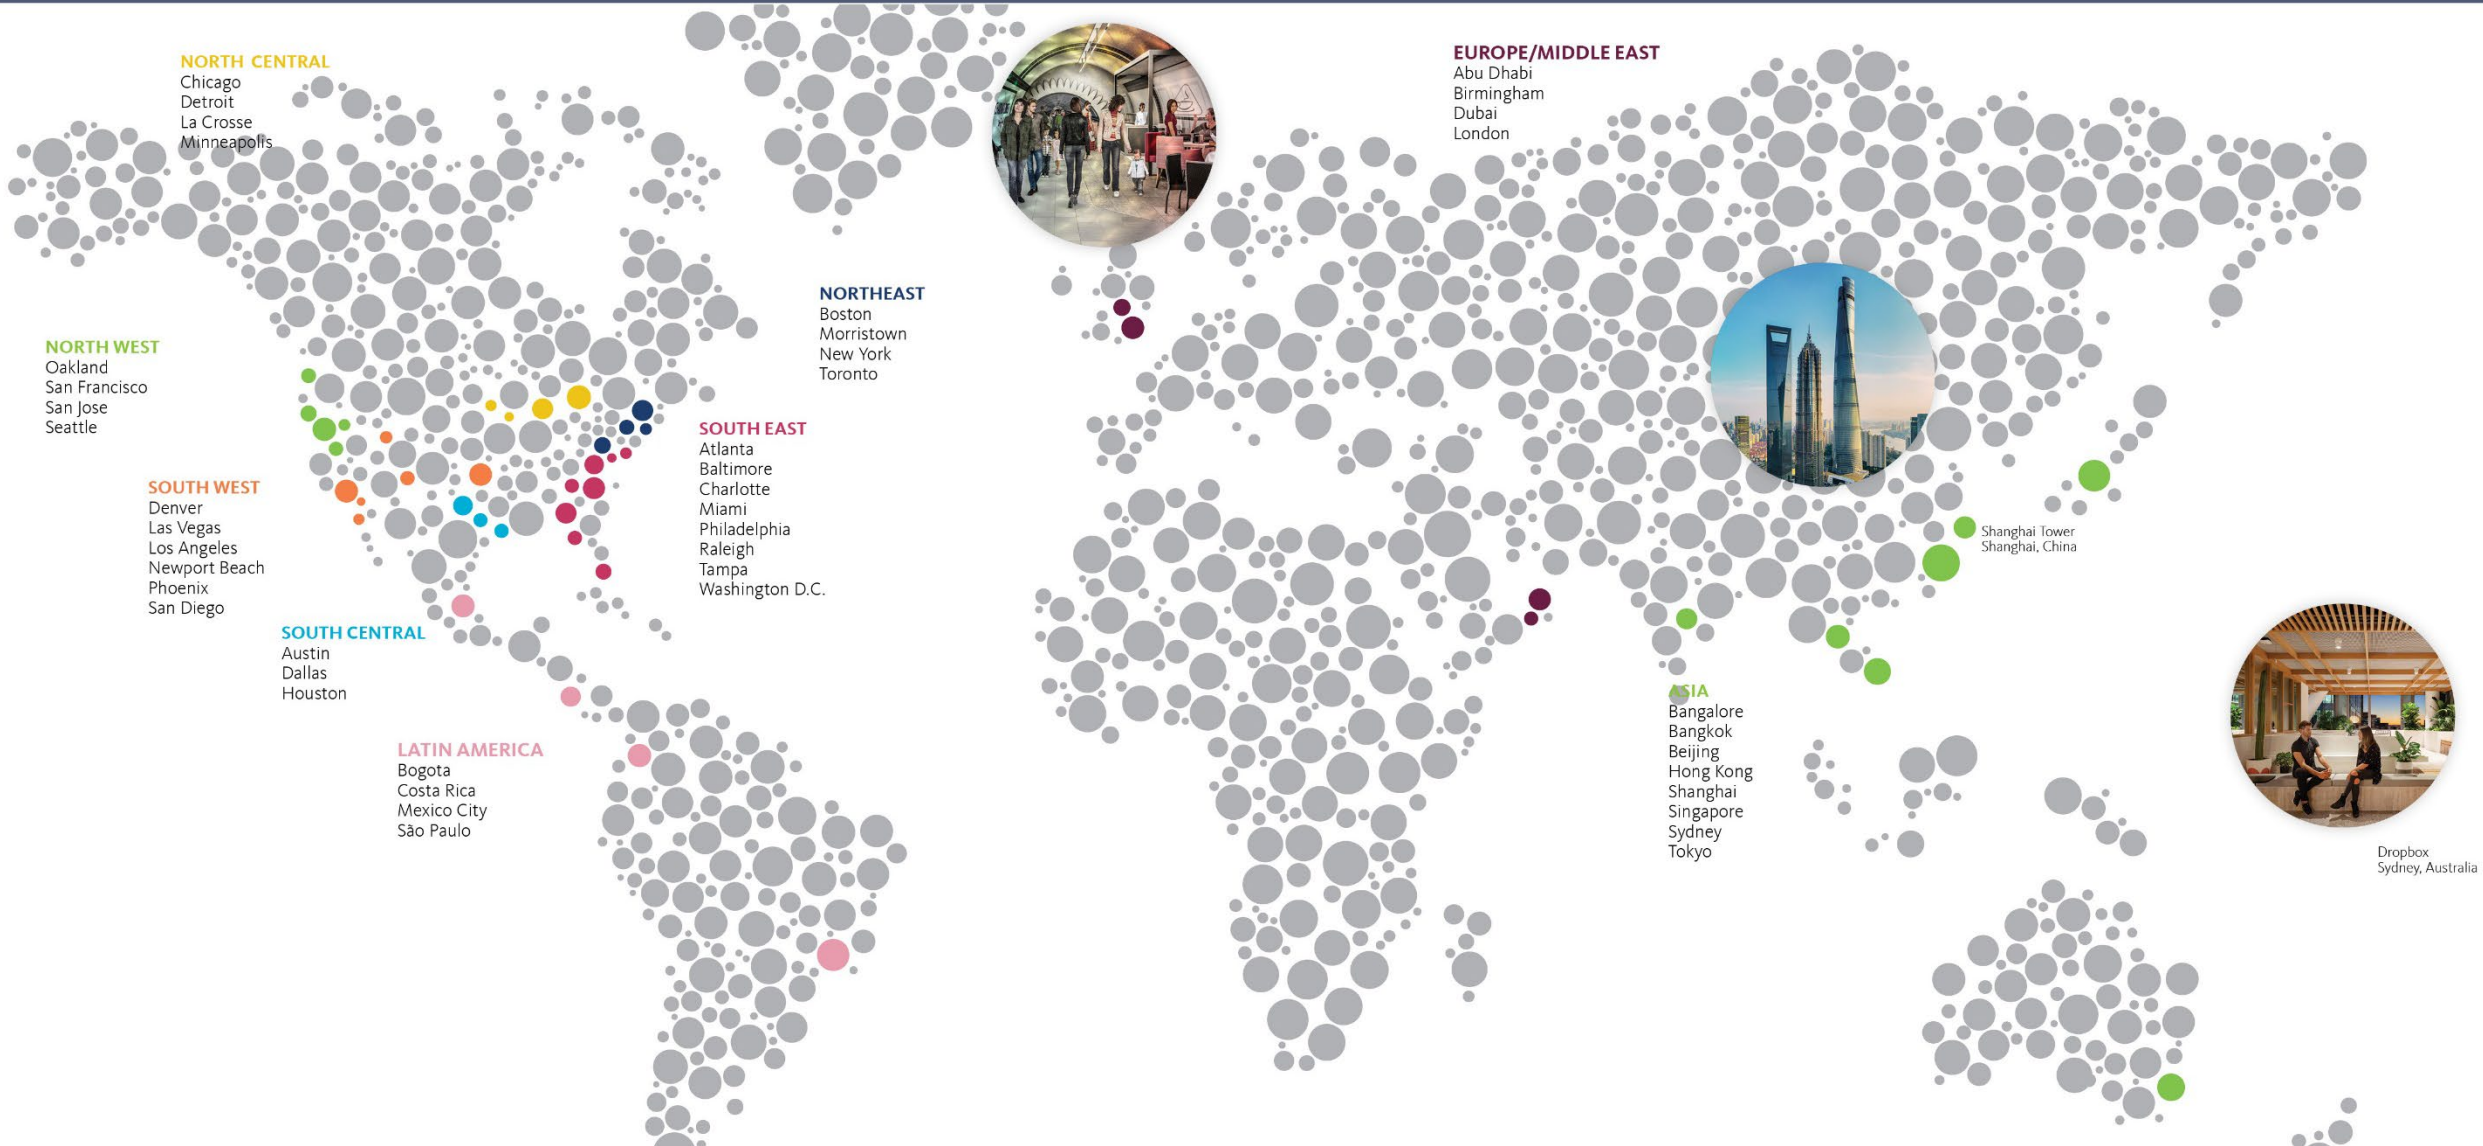 NORTH CENTRAL
Chicago
Detroit
La Crosse
Minneapolis
EUROPE/MIDDLE EAST
Abu Dhabi
Birmingham
Dubai
London
NORTHEAST
Boston
Morristown
New York
Toronto
NORTH WEST
Oakland
San Francisco
San Jose
Seattle
SOUTH EAST
Atlanta
Baltimore
Charlotte
Miami
Philadelphia
Raleigh
Tampa
Washington D.C.
SOUTH WEST
Denver
Las Vegas
Los Angeles
Newport Beach
Phoenix
San Diego
Shanghai Tower
Shanghai, China
SOUTH CENTRAL
Austin
Dallas
Houston
ASIA
Bangalore
Bangkok
Beijing
Hong Kong
Shanghai
Singapore
Sydney
Tokyo
LATIN AMERICA
Bogota
Costa Rica
Mexico City
São Paulo
Dropbox
Sydney, Australia